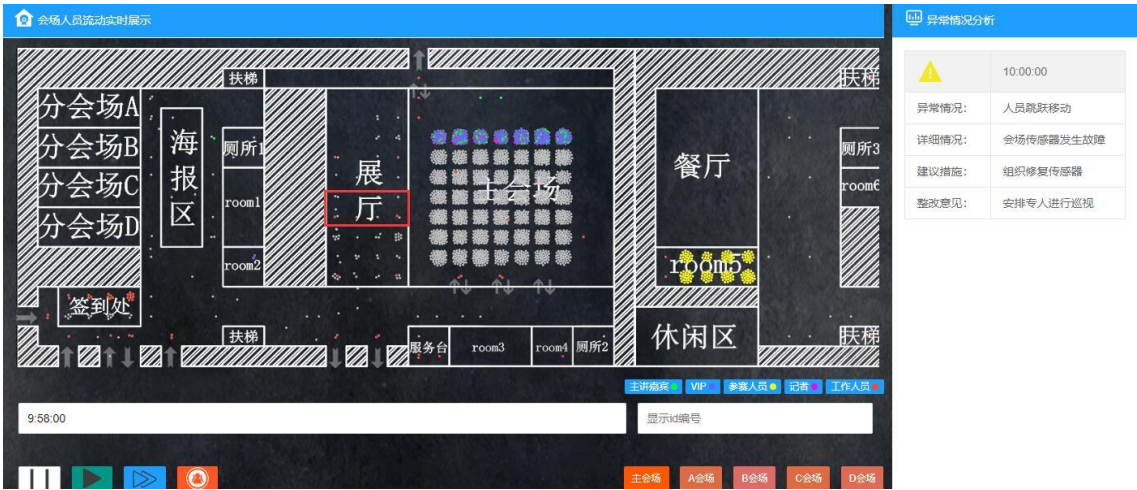 会场人员流动实时展示
异常情况分析
10:00:00
异常情况：
人员跳跃移动
详细情况：
会场传感器发生故障
建议措施：
组织修复传感器
整改意见：
安排专人进行巡视
扶梯
扶梯
分会场A
分会场B
分会场C
分会场D
海报区
厕所1
room1
room2
展厅
主会场
餐厅
厕所3
room6
room5
签到处
扶梯
服务台
room3
room4
厕所2
休闲区
扶梯
主讲嘉宾
VIP
参赛人员
记者
工作人员
9:58:00
显示id编号
主会场
A会场
B会场
C会场
D会场